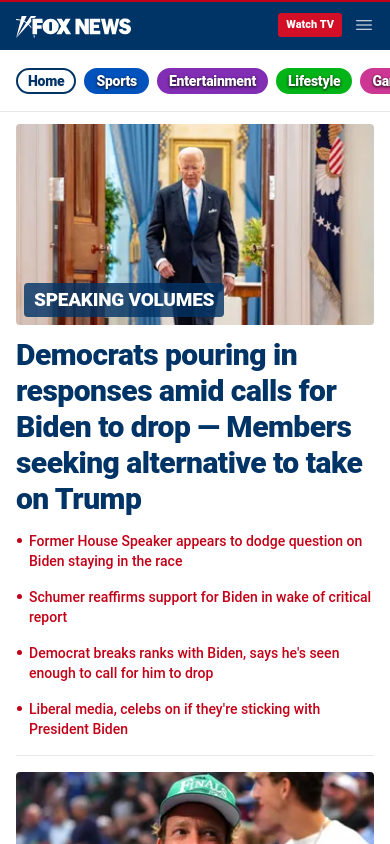 FOX NEWS
Watch TV
Home
Sports
Entertainment
Lifestyle
SPEAKING VOLUMES
Democrats pouring in
responses amid calls for
Biden to drop — Members
seeking alternative to take
on Trump
• Former House Speaker appears to dodge question on
Biden staying in the race
• Schumer reaffirms support for Biden in wake of critical
report
• Democrat breaks ranks with Biden, says he's seen
enough to call for him to drop
• Liberal media, celebs on if they're sticking with
President Biden
FINALS